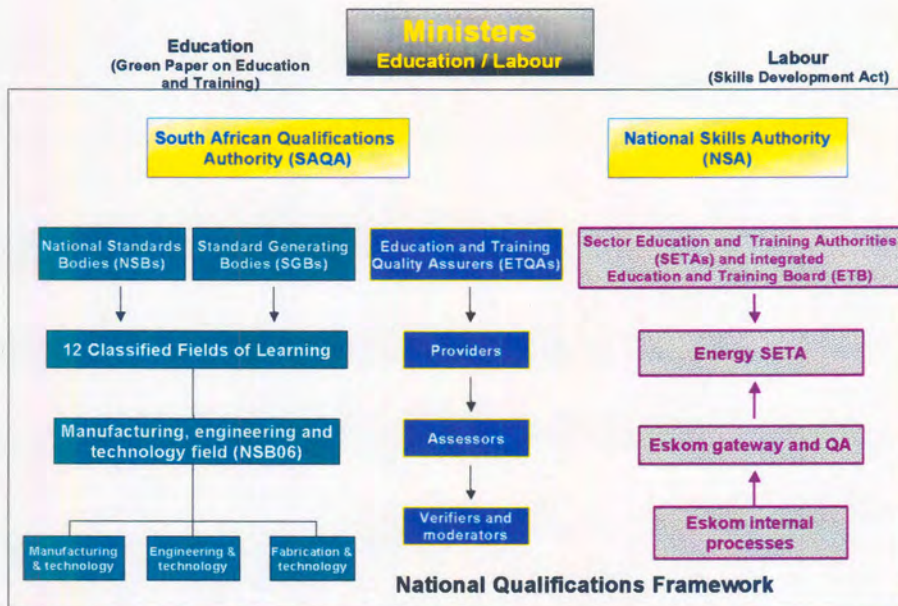 Ministers
Education / Labour
Education
(Green Paper on Education
and Training)
Labour
(Skills Development Act)
South African Qualifications
Authority (SAQA)
National Skills Authority
(NSA)
National Standards
Bodies (NSBs)
Standard Generating
Bodies (SGBs)
Education and Training
Quality Assurers (ETQAs)
Sector Education and Training Authorities
(SETAs) and integrated
Education and Training Board (ETB)
12 Classified Fields of Learning
Providers
Energy SETA
Manufacturing, engineering and
technology field (NSB06)
Assessors
Eskom gateway and QA
Manufacturing
& technology
Engineering &
technology
Fabrication &
technology
Verifiers and
moderators
Eskom internal
processes
National Qualifications Framework